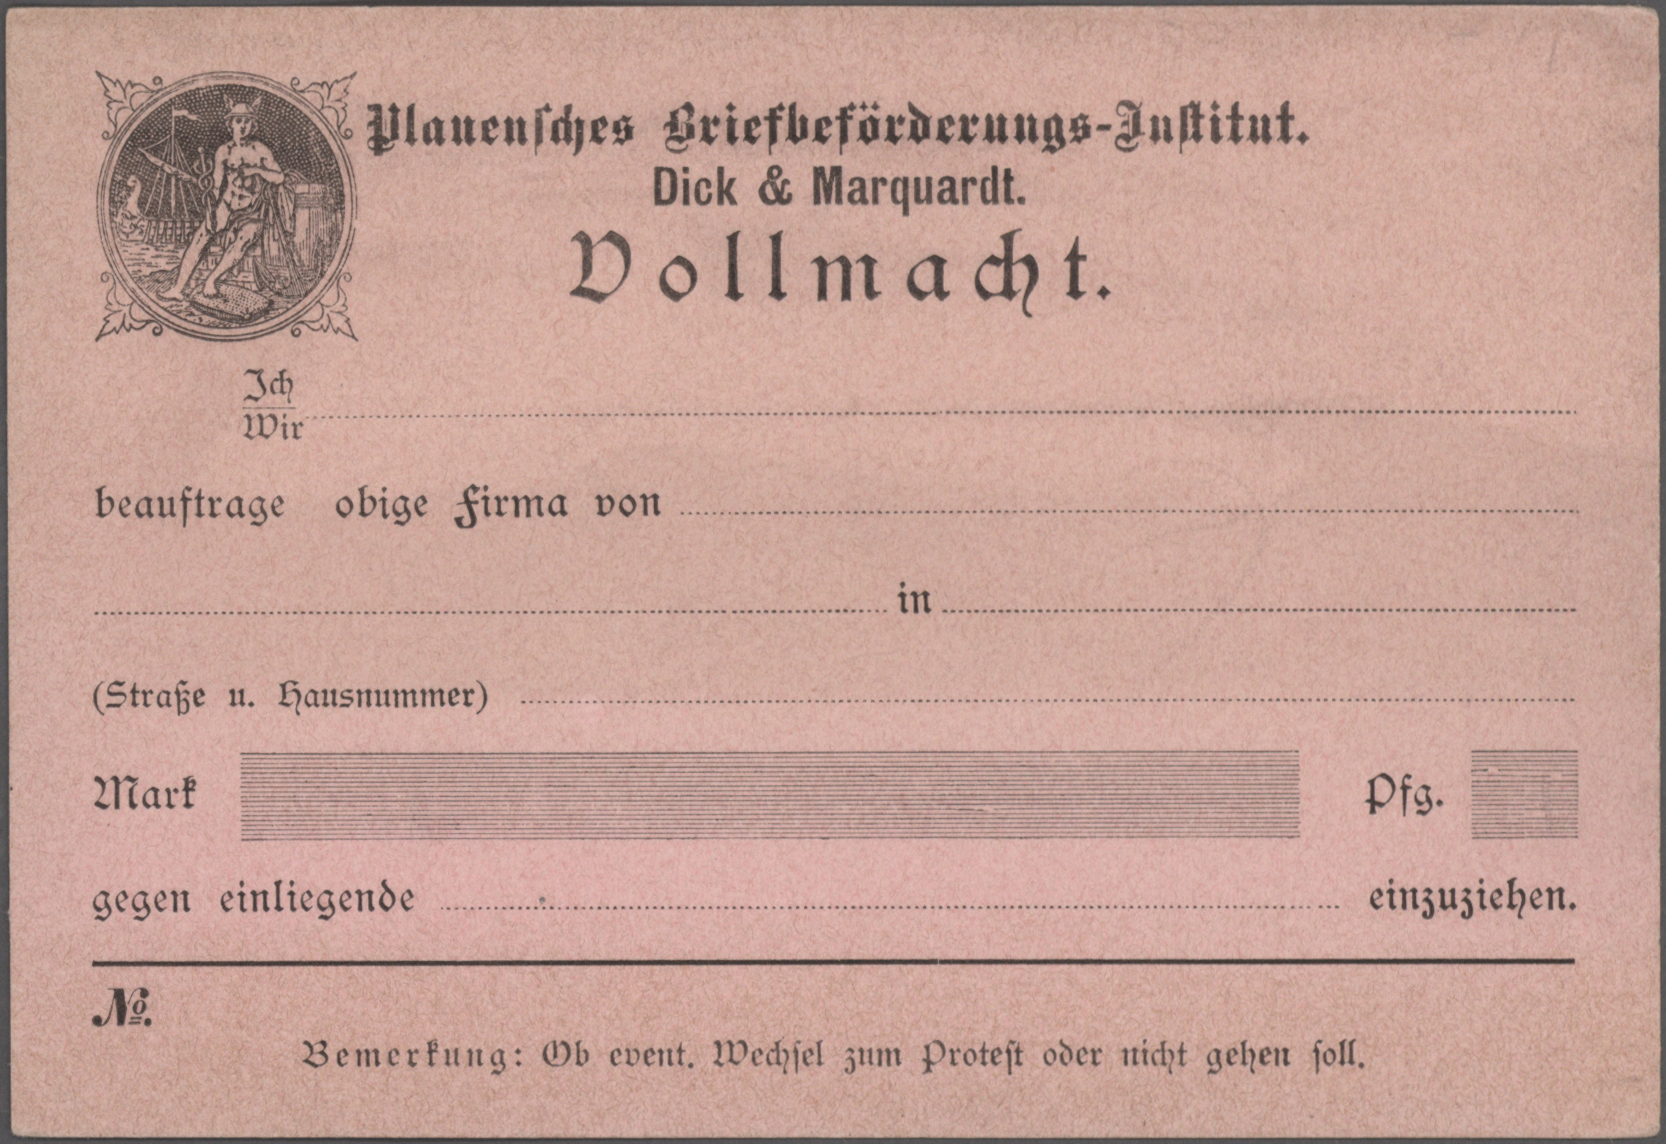 Plauenſches Briefbeförderungs-Inſtitut.
Dick & Marquardt.
Vollmacht.
Ich
Wir
beauftrage obige Firma von
in
(Straße u. Hausnummer)
Mark Pfg.
gegen einliegende einzuziehen.
No.
Bemerkung: Ob event. Wechſel zum Proteſt oder nicht gehen ſoll.